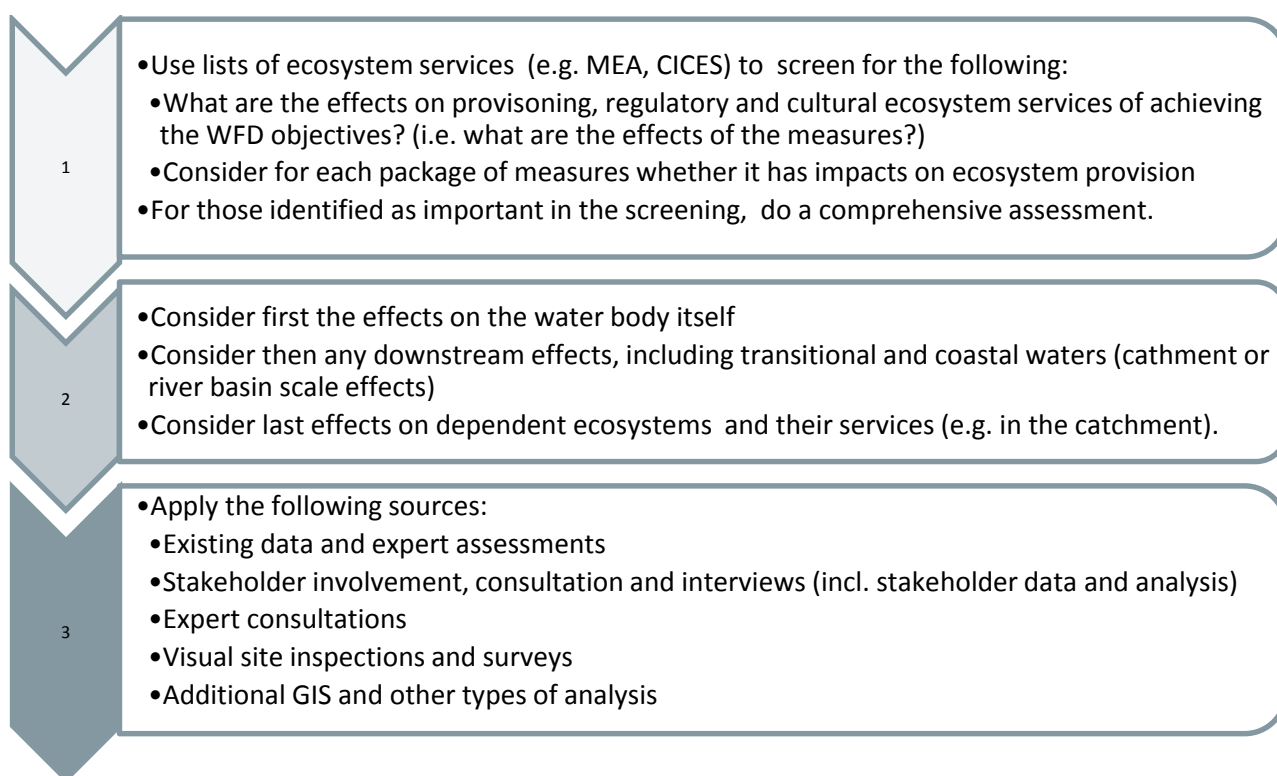 1
•Use lists of ecosystem services (e.g. MEA, CICES) to screen for the following:
•What are the effects on provisoning, regulatory and cultural ecosystem services of achieving
the WFD objectives? (i.e. what are the effects of the measures?)
•Consider for each package of measures whether it has impacts on ecosystem provision
•For those identified as important in the screening, do a comprehensive assessment.
2
•Consider first the effects on the water body itself
•Consider then any downstream effects, including transitional and coastal waters (cathment or
river basin scale effects)
•Consider last effects on dependent ecosystems and their services (e.g. in the catchment).
3
•Apply the following sources:
•Existing data and expert assessments
•Stakeholder involvement, consultation and interviews (incl. stakeholder data and analysis)
•Expert consultations
•Visual site inspections and surveys
•Additional GIS and other types of analysis